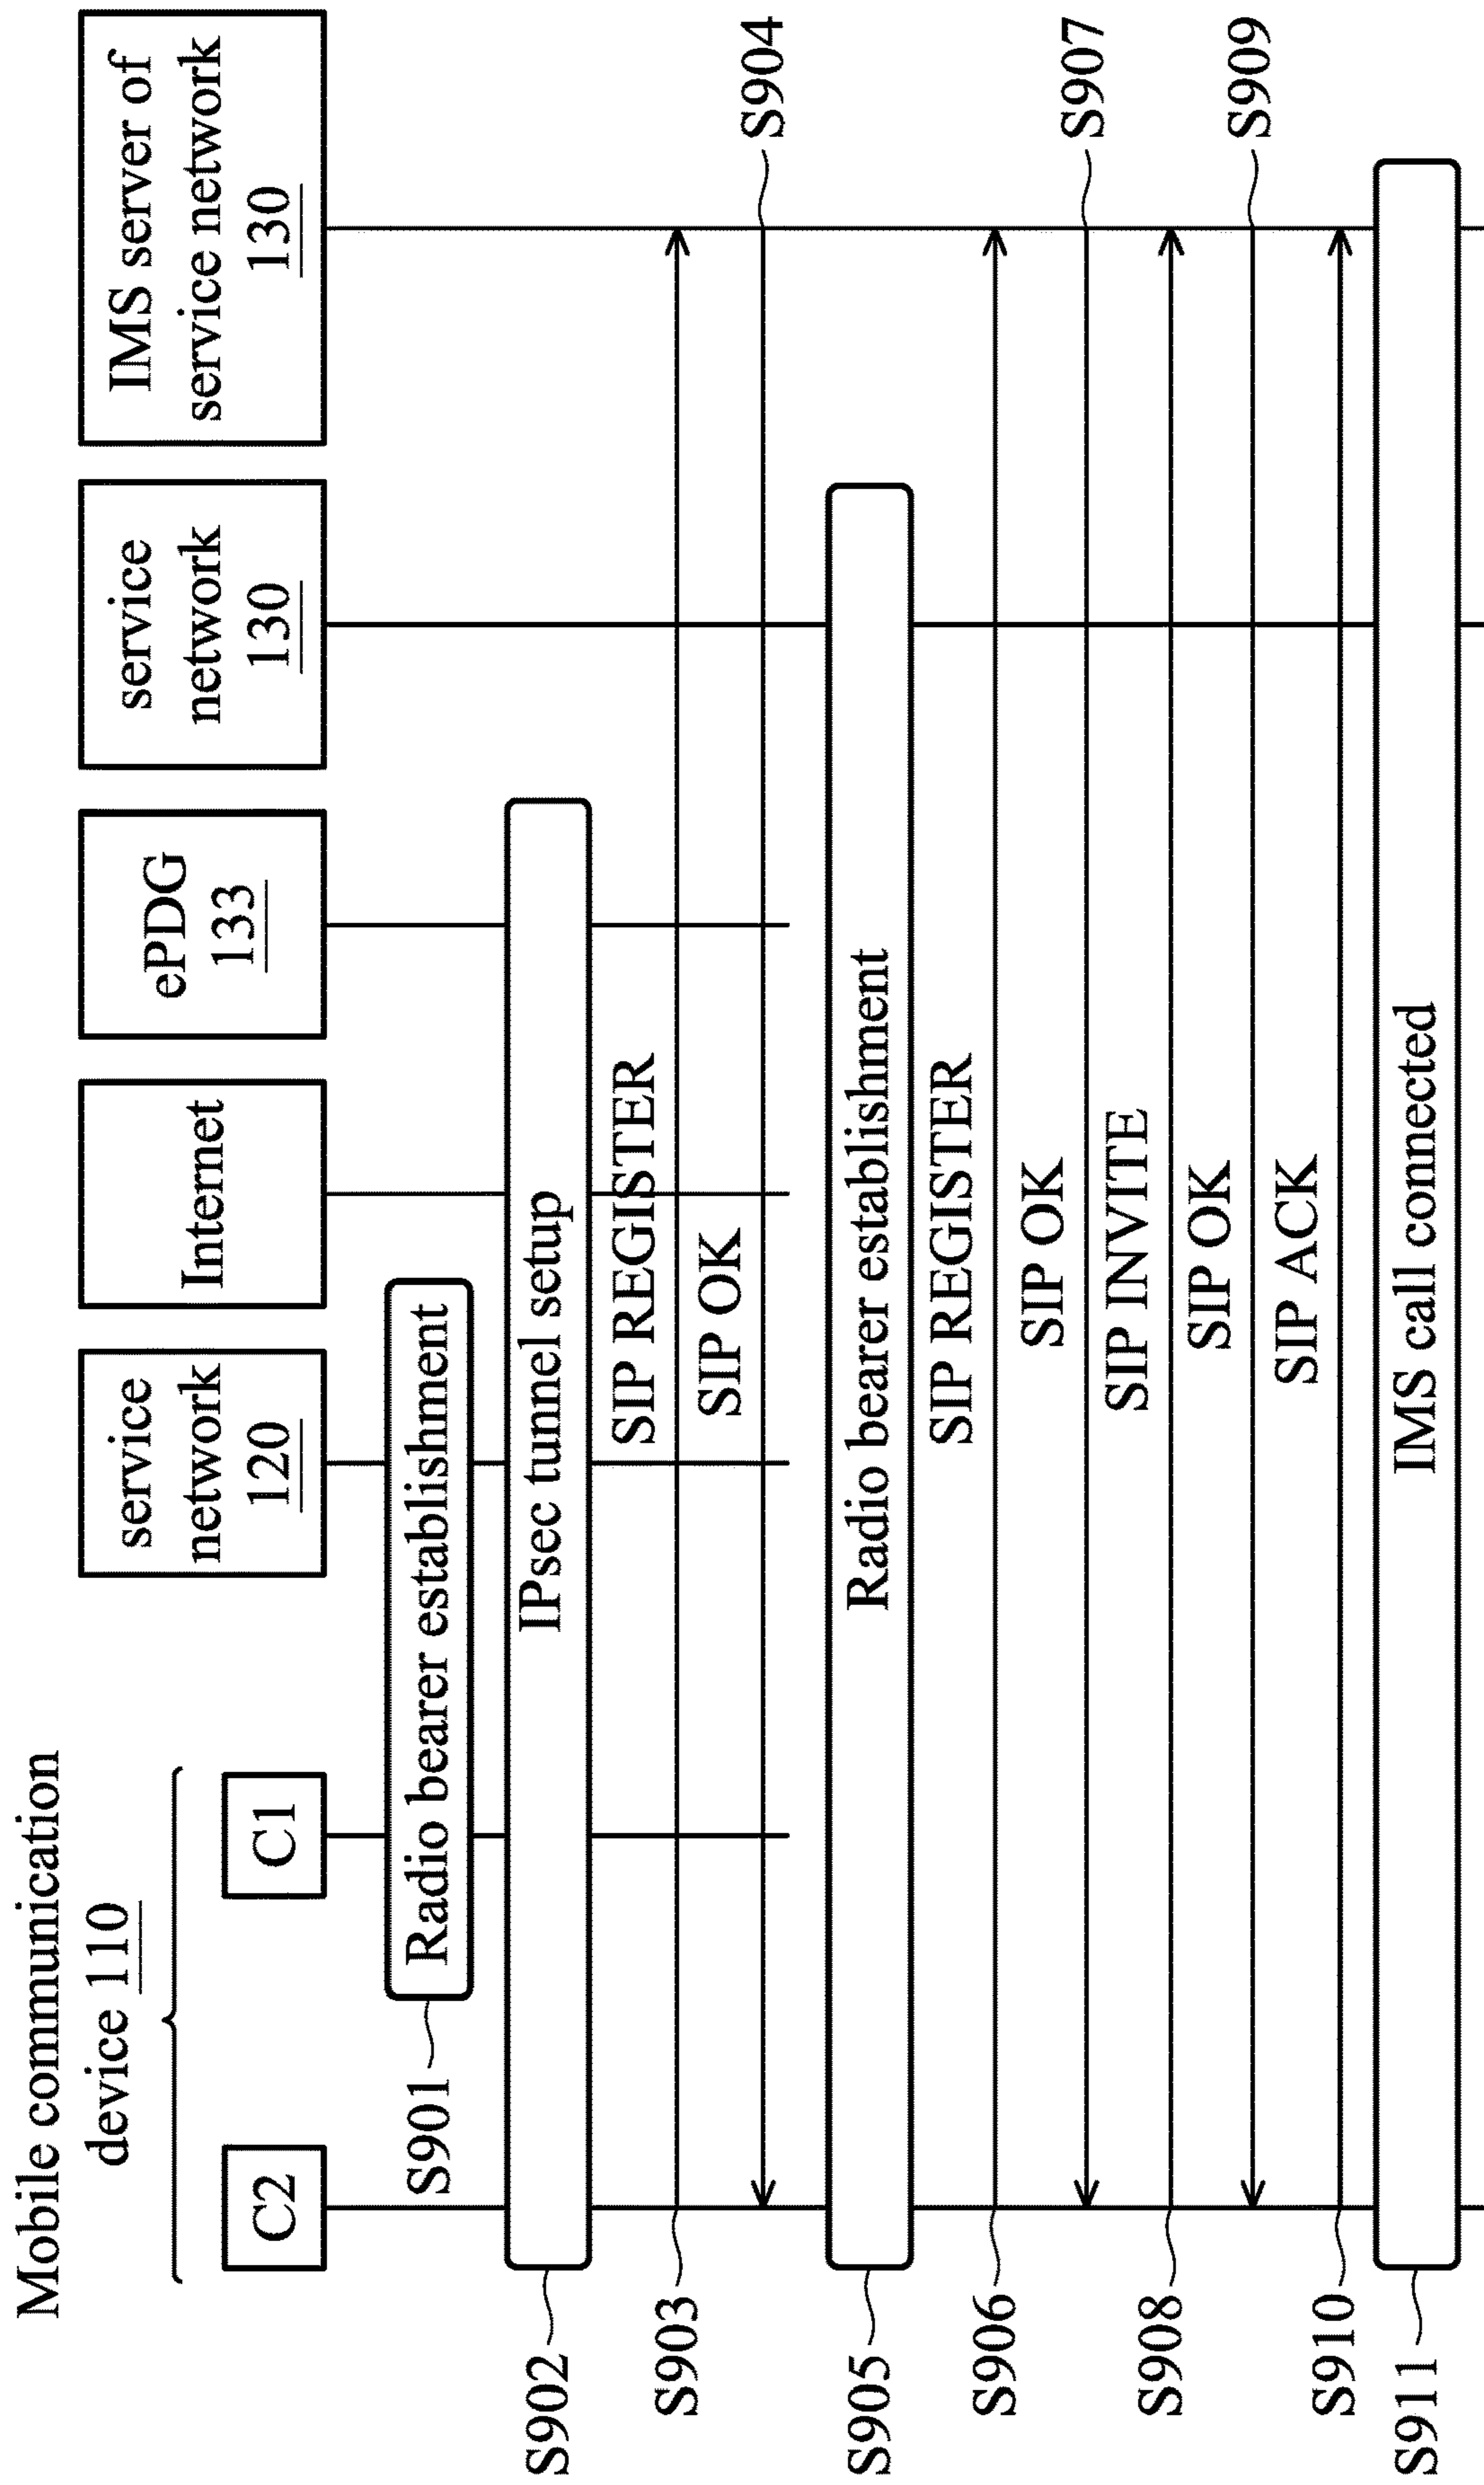 Mobile communication
device 110
C2
C1
service
network
120
Internet
ePDG
133
service
network
130
IMS server of
service network
130
S901
Radio bearer establishment
S902
IPsec tunnel setup
S903
SIP REGISTER
SIP OK
S904
S905
Radio bearer establishment
S906
SIP REGISTER
SIP OK
S907
S908
SIP INVITE
SIP OK
S909
S910
SIP ACK
S911
IMS call connected